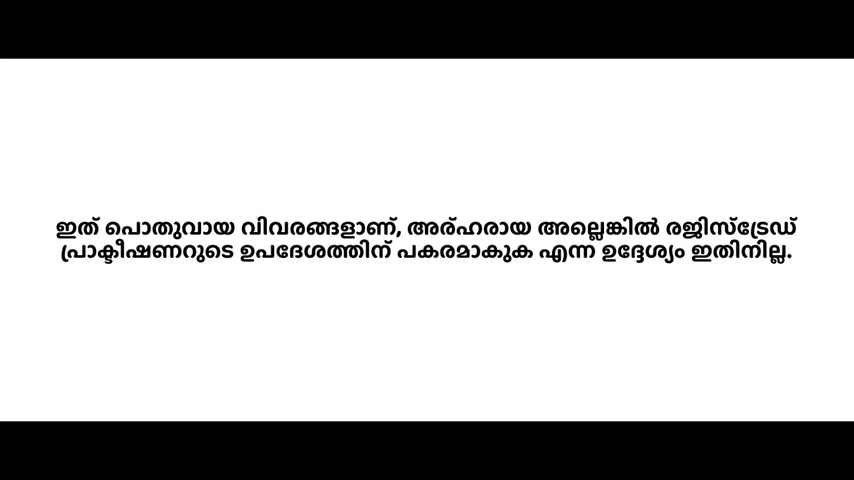 ഇത് പൊതുവായ വിവരങ്ങളാണ്, അര്ഹരായ അല്ലെങ്കിൽ രജിസ്ട്രേഡ്
പ്രാക്ടീഷണറുടെ ഉപദേശത്തിന് പകരമാകുക എന്ന ഉദ്ദേശ്യം ഇതിനില്ല.